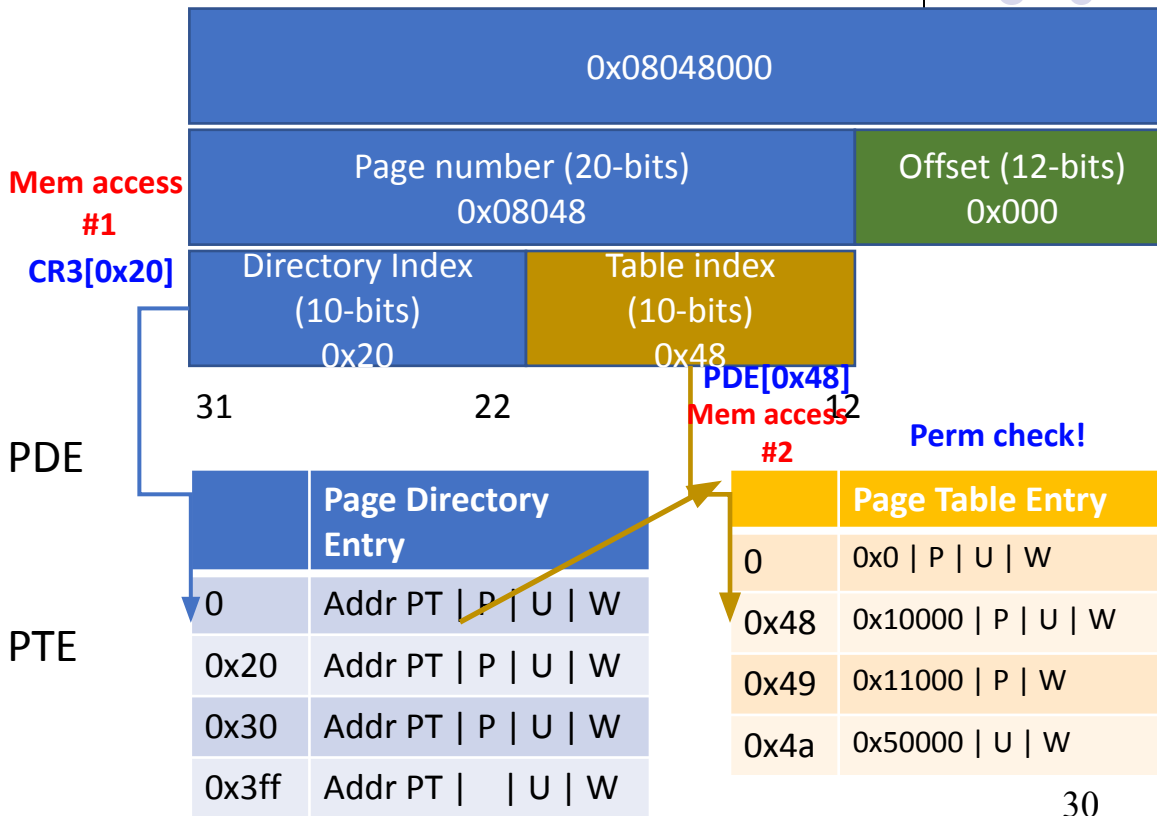 0x08048000
Mem access
#1
CR3[0x20]
Page number (20-bits)
0x08048
Offset (12-bits)
0x000
Directory Index
(10-bits)
0x20
Table index
(10-bits)
0x48
31
22
12
PDE[0x48]
Mem access
#2
Perm check!
PDE
PTE
Page Directory
Entry
0 Addr PT | P | U | W
0x20 Addr PT | P | U | W
0x30 Addr PT | P | U | W
0x3ff Addr PT | | U | W
Page Table Entry
0 0x0 | P | U | W
0x48 0x10000 | P | U | W
0x49 0x11000 | P | W
0x4a 0x50000 | U | W
30